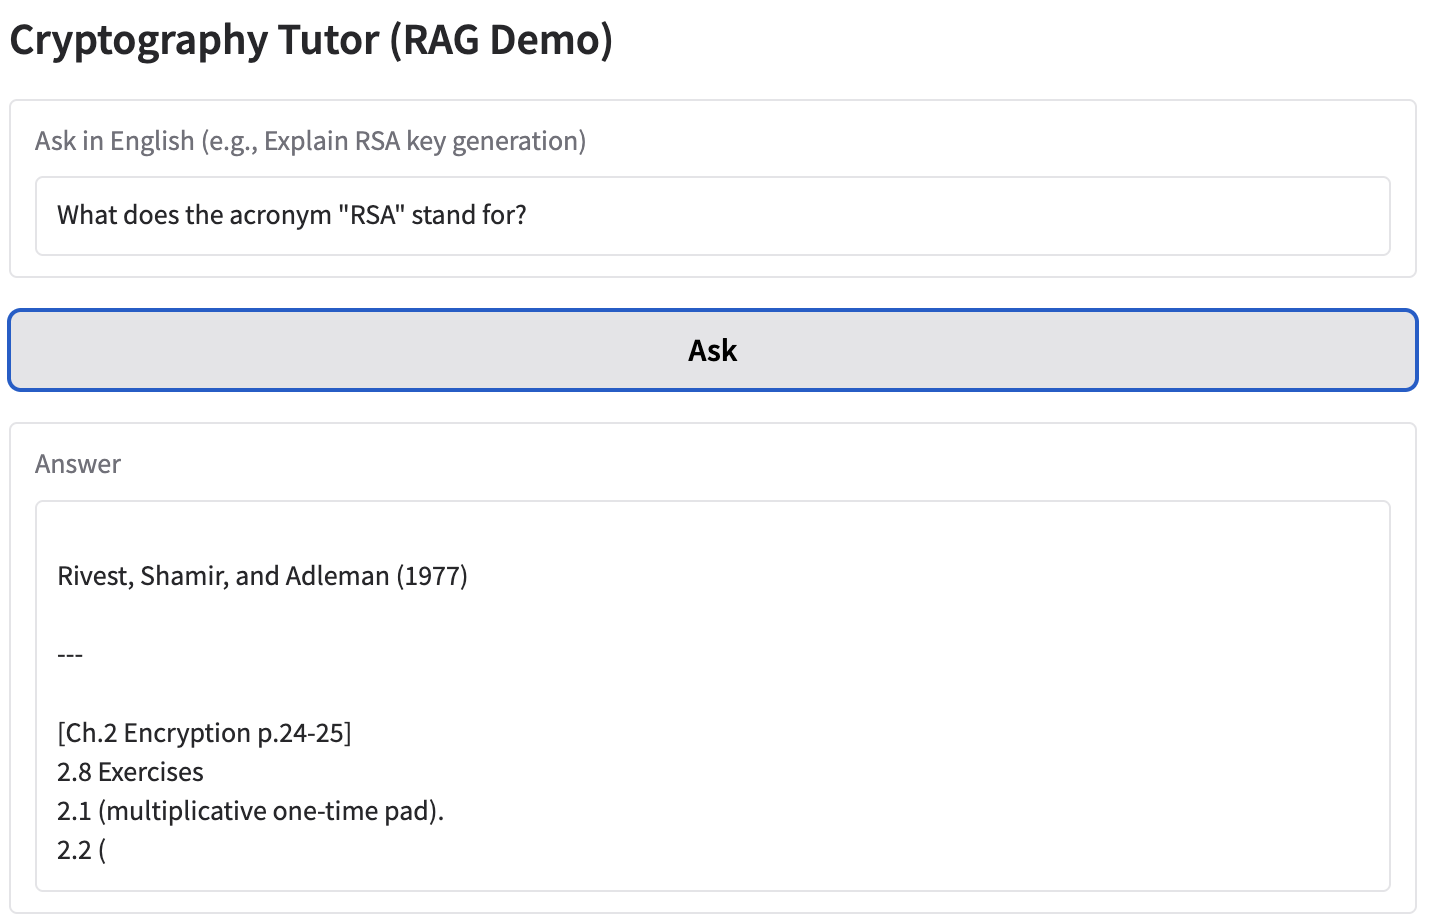 Cryptography Tutor (RAG Demo)
Ask in English (e.g., Explain RSA key generation)
What does the acronym "RSA" stand for?
Ask
Answer
Rivest, Shamir, and Adleman (1977)
---
[Ch.2 Encryption p.24-25]
2.8 Exercises
2.1 (multiplicative one-time pad).
2.2 (